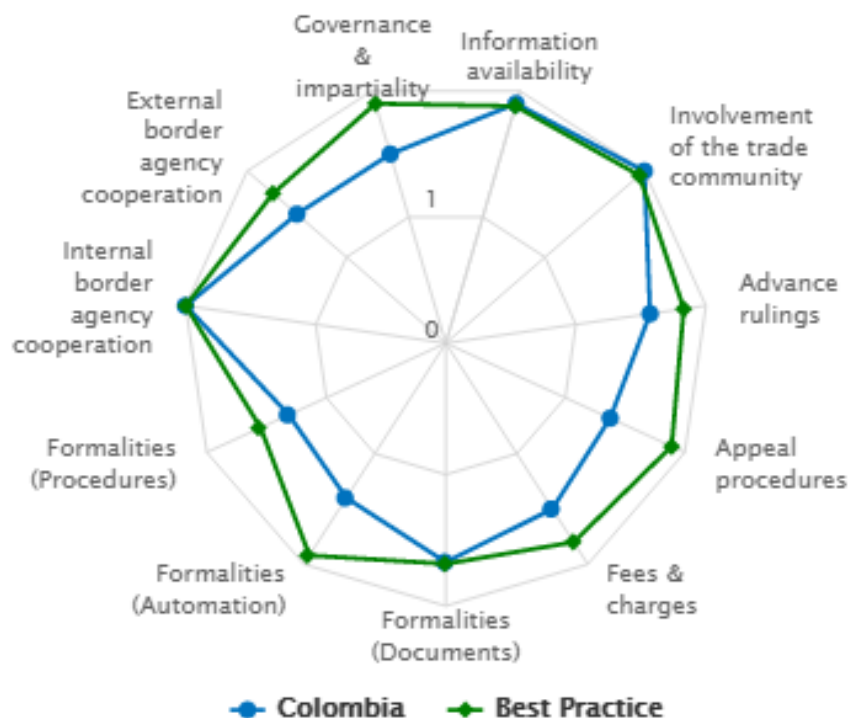 Governance
&
impartiality
Information
availability
Involvement
of the trade
community
Advance
rulings
Appeal
procedures
Fees &
charges
Formalities
(Documents)
Formalities
(Automation)
Formalities
(Procedures)
Internal
border
agency
cooperation
External
border
agency
cooperation
1
0
Colombia
Best Practice